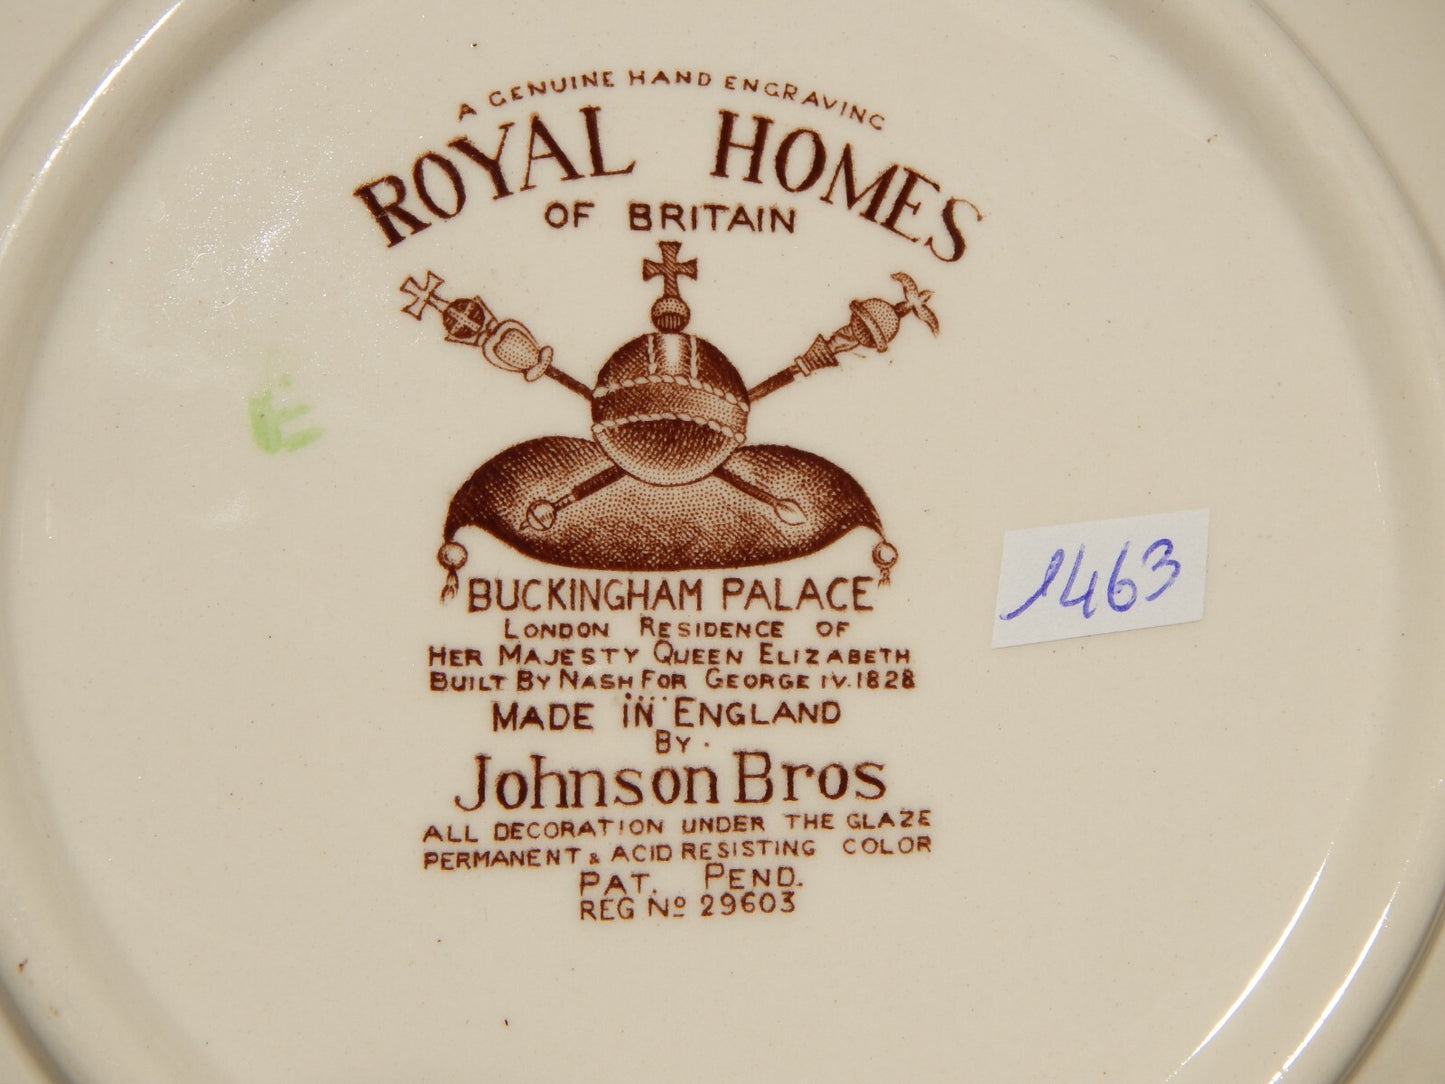 A GENUINE HAND ENGRAVING
ROYAL HOMES
OF BRITAIN
E
1463
BUCKINGHAM PALACE
LONDON RESIDENCE OF
HER MAJESTY QUEEN ELIZABETH
BUILT BY NASH FOR GEORGE IV. 1828
MADE IN ENGLAND
BY.
Johnson Bros
ALL DECORATION UNDER THE GLAZE
PERMANENT & ACID RESISTING COLOR
PAT. PEND.
REG Nº 29603